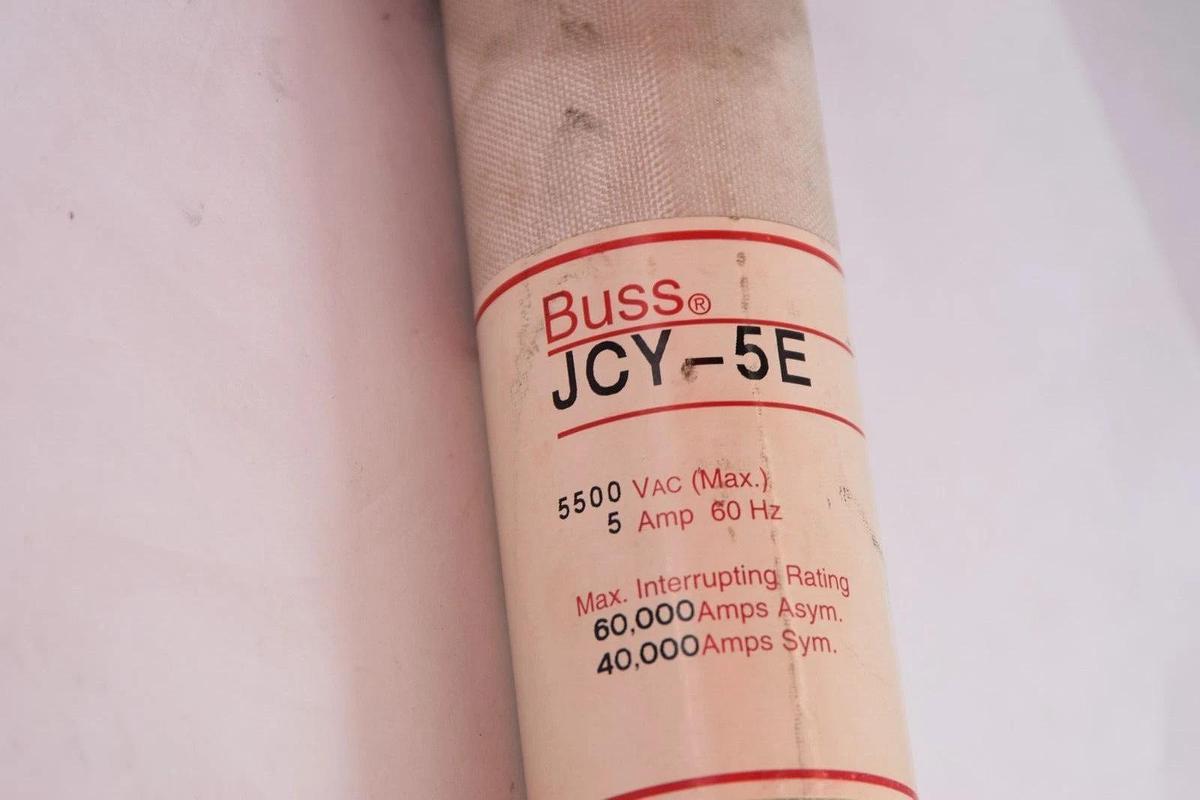 Buss®
JCY-5E
5500 VAC (Max.)
5 Amp 60 Hz
Max. Interrupting Rating
60,000 Amps Asym.
40,000 Amps Sym.